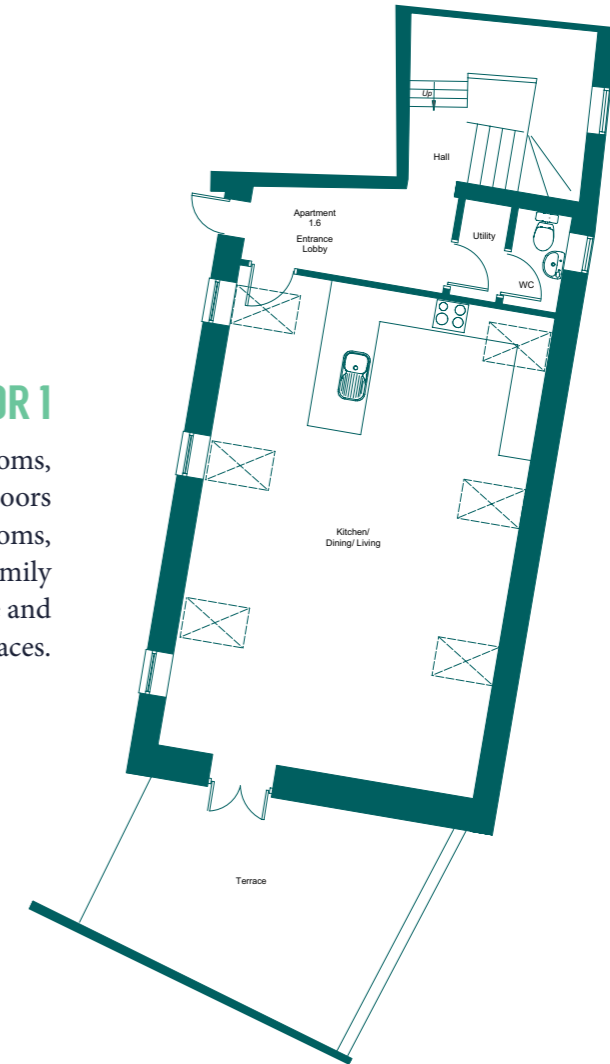 OR 1
oms,
oors
oms,
mily
and
aces.
Up
Hall
Apartment
1.6
Entrance
Lobby
Utility
WC
Kitchen/
Dining/ Living
Terrace